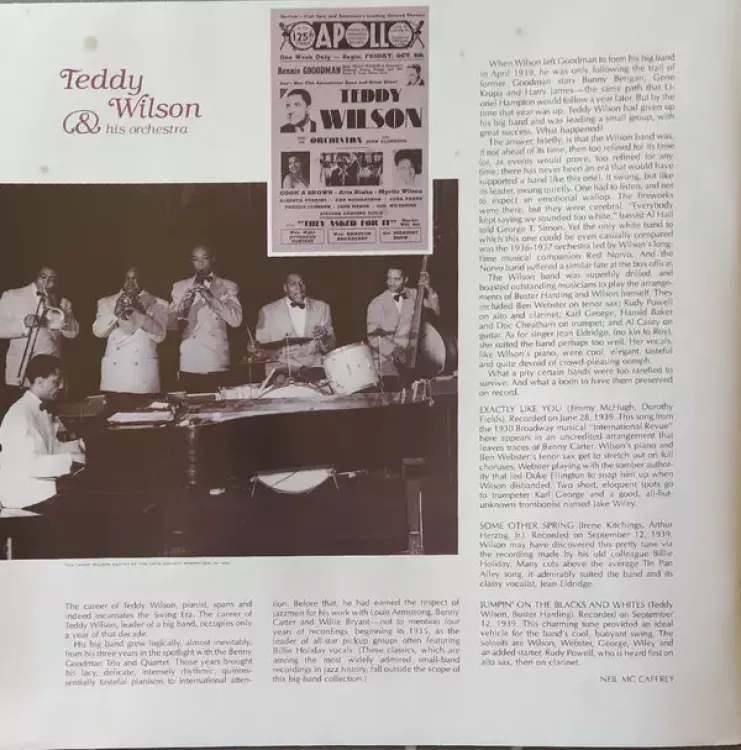 Teddy
Wilson
& his orchestra
125th
APOLLO
One Week Only — Begin. FRIDAY, OCT. 6th
Bennie GOODMAN
TEDDY
WILSON
ORCHESTRA
COOK & BROWN
"THEY ASKED FOR IT"
The career of Teddy Wilson, pianist, spans and
indeed incarnates the Swing Era. The career of
Teddy Wilson, leader of a big band, occupies only
a year of that decade.
His big band grew logically, almost inevitably,
from his three years in the spotlight with the Benny
Goodman Trio and Quartet. Those years brought
his lacy, delicate, intensely rhythmic, quintes-
sentially tasteful pianism to international atten-
tion. Before that, he had earned the respect of
jazzmen for his work with Louis Armstrong, Benny
Carter and Willie Bryant—not to mention four
years of recordings, beginning in 1935, as the
leader of all-star pickup groups often featuring
Billie Holiday vocals. (These classics, which are
among the most widely admired small-band
recordings in jazz history, fall outside the scope of
this big-band collection.)
When Wilson left Goodman to form his big band
in April 1939, he was only following the trail of
former Goodman stars Bunny Berigan, Gene
Krupa and Harry James—the same path that Li-
onel Hampton would follow a year later. But by the
time that year was up, Teddy Wilson had given up
his big band and was leading a small group, with
great success. What happened?
The answer, briefly, is that the Wilson band was,
if not ahead of its time, then too refined for its time
(or, as events would prove, too refined for any
time; there has never been an era that would have
supported a band like this one). It swung, but like
its leader, swung quietly. One had to listen, and not
to expect an emotional wallop. The fireworks
were there, but they were cerebral. "Everybody
kept saying we sounded too white," bassist Al Hall
told George T. Simon. Yet the only white band to
which this one could be even casually compared
was the 1936-1937 orchestra led by Wilson's long-
time musical companion Red Norvo. And the
Norvo band suffered a similar fate at the box office.
The Wilson band was superbly drilled, and
boasted outstanding musicians to play the arrange-
ments of Buster Harding and Wilson himself. They
included Ben Webster on tenor sax; Rudy Powell
on alto and clarinet; Karl George, Harold Baker
and Doc Cheatham on trumpet; and Al Casey on
guitar. As for singer Jean Eldridge, (no kin to Roy),
she suited the band perhaps too well. Her vocals,
like Wilson's piano, were cool, elegant, tasteful
and quite devoid of crowd-pleasing oomph.
What a pity certain bands were too rarefied to
survive. And what a boon to have them preserved
on record.
EXACTLY LIKE YOU (Jimmy McHugh, Dorothy
Fields). Recorded on June 28, 1939. This song from
the 1930 Broadway musical "International Revue"
here appears in an uncredited arrangement that
leaves traces of Benny Carter. Wilson's piano and
Ben Webster's tenor sax get to stretch out on full
choruses, Webster playing with the somber author-
ity that led Duke Ellington to snap him up when
Wilson disbanded. Two short, eloquent spots go
to trumpeter Karl George and a good, all-but-
unknown trombonist named Jake Wiley.
SOME OTHER SPRING (Irene Kitchings, Arthur
Herzog, Jr.). Recorded on September 12, 1939.
Wilson may have discovered this pretty tune via
the recording made by his old colleague Billie
Holiday. Many cuts above the average Tin Pan
Alley song, it admirably suited the band and its
classy vocalist, Jean Eldridge.
JUMPIN' ON THE BLACKS AND WHITES (Teddy
Wilson, Buster Harding). Recorded on September
12, 1939. This charming tune provided an ideal
vehicle for the band's cool, buoyant swing. The
soloists are Wilson, Webster, George, Wiley and
an added starter, Rudy Powell, who is heard first on
alto sax, then on clarinet.
NEIL MC CAFFREY